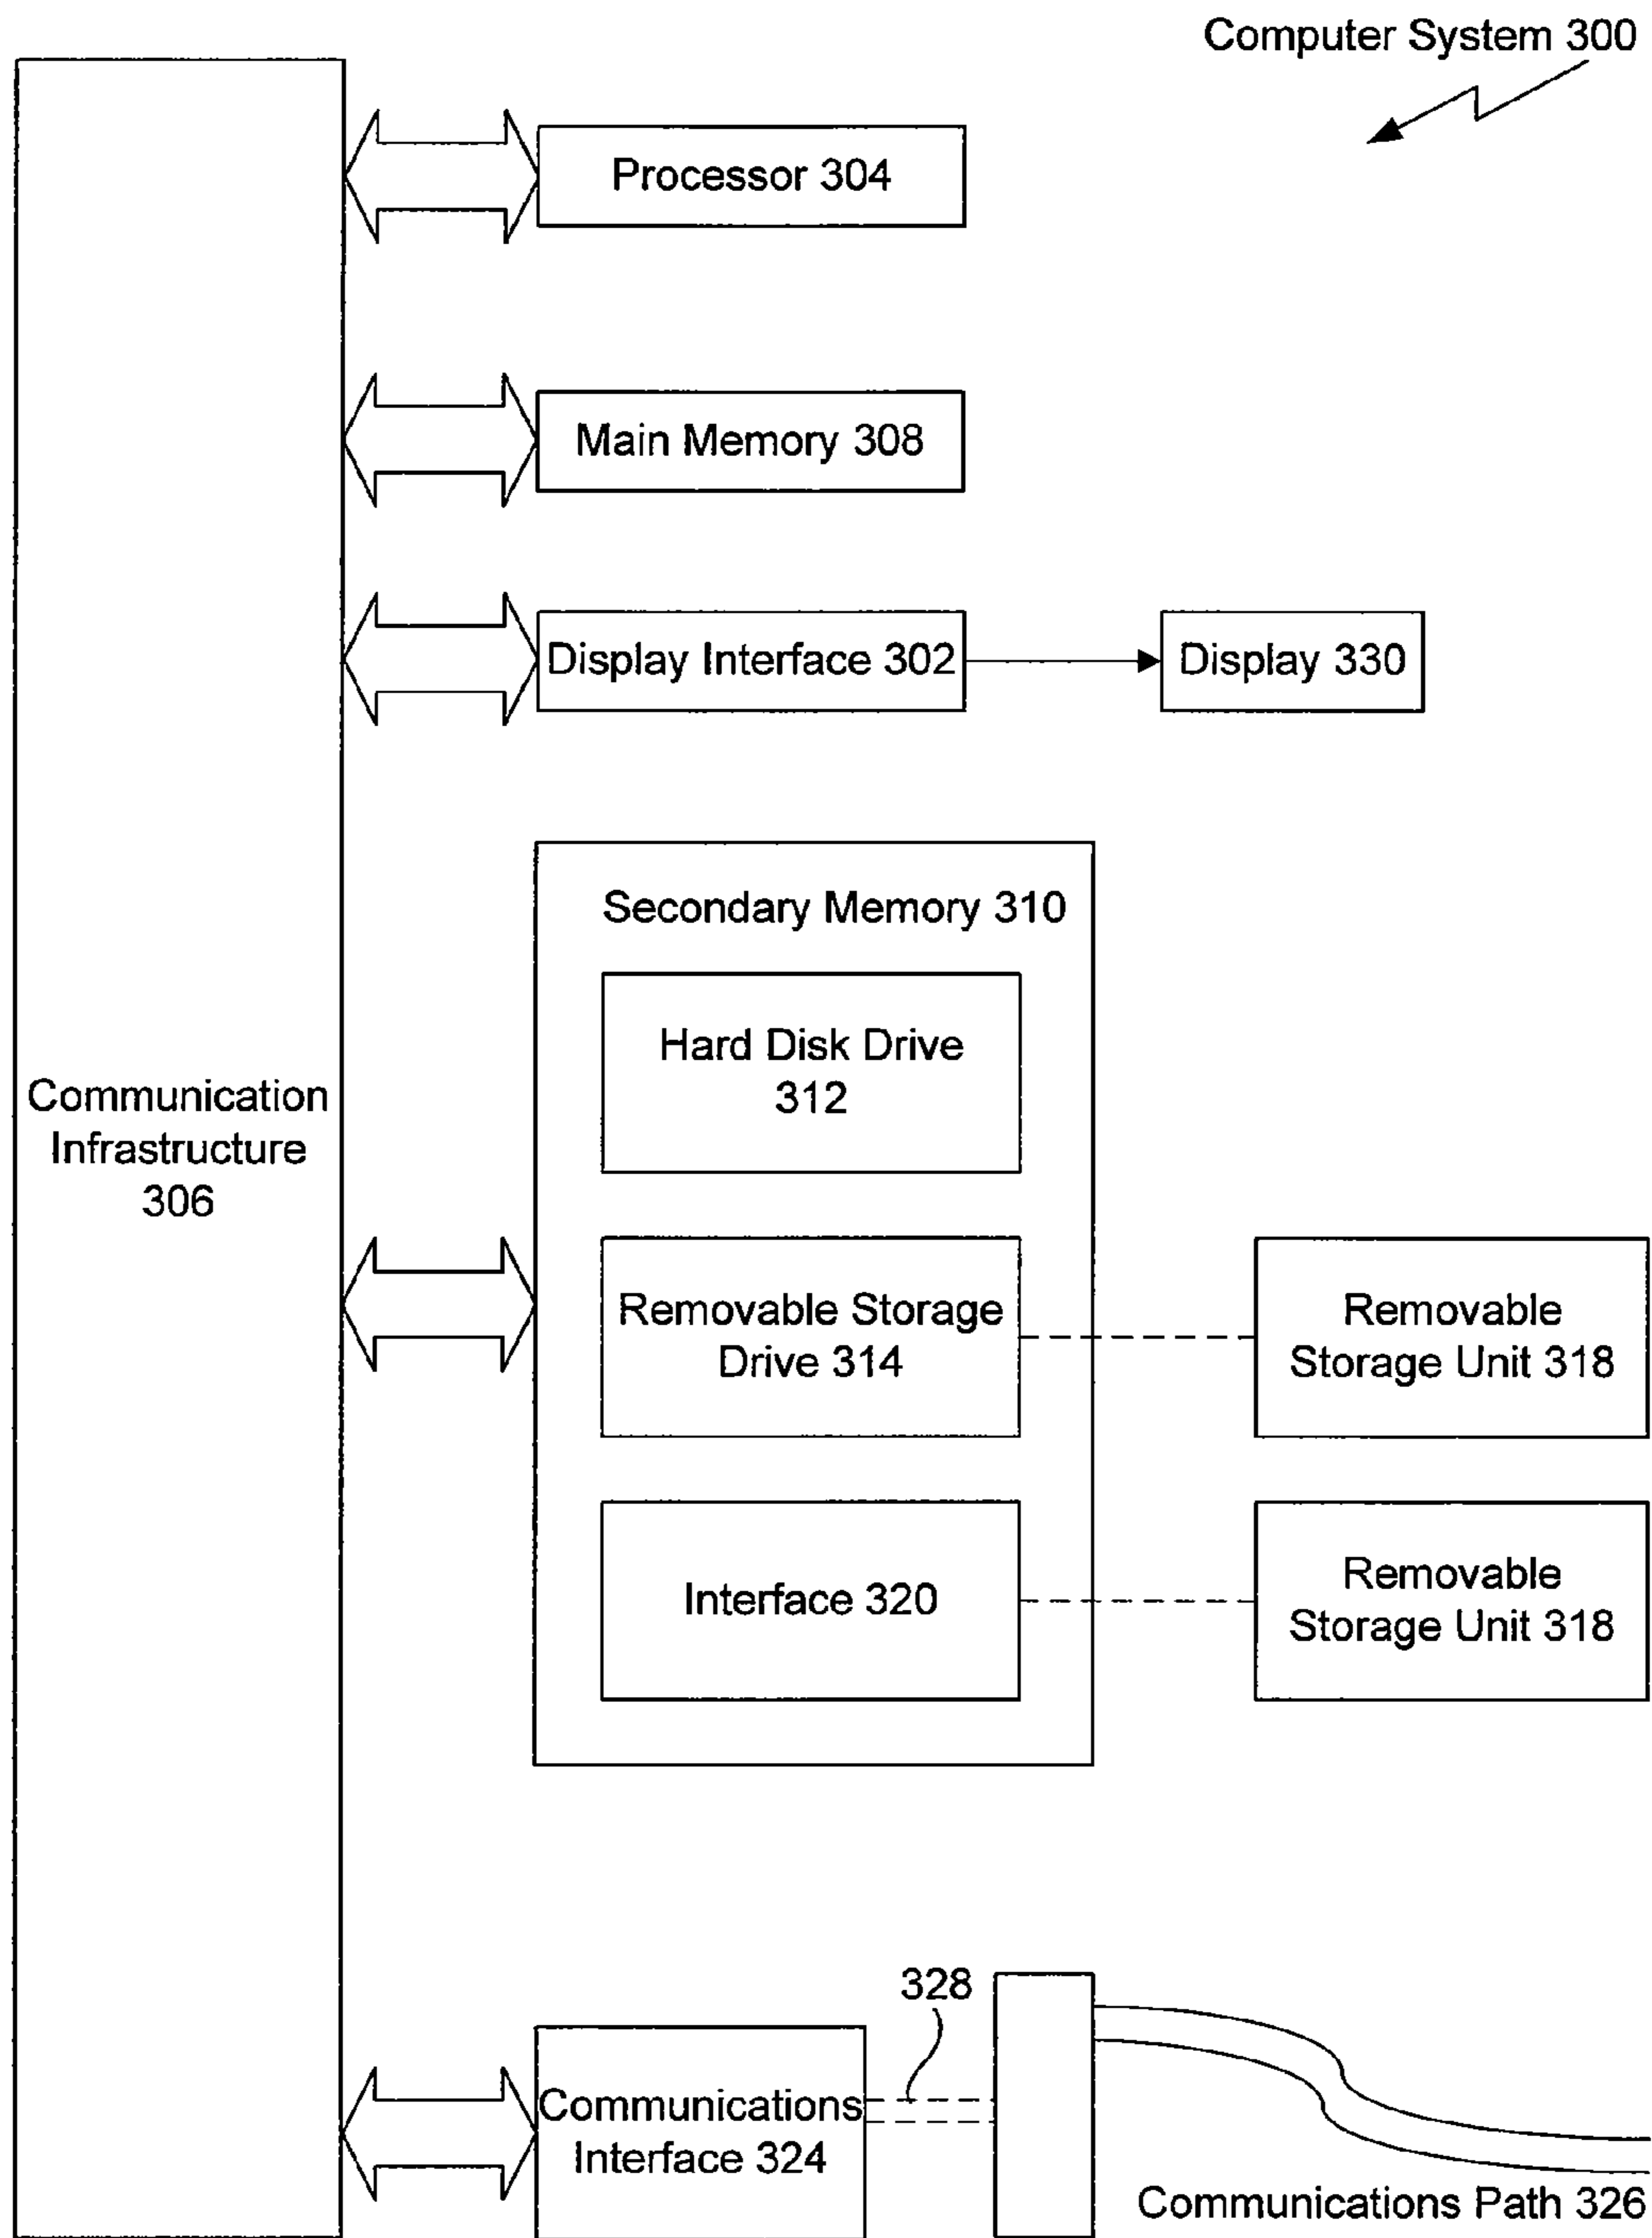 Computer System 300
Processor 304
Main Memory 308
Display Interface 302
Display 330
Secondary Memory 310
Hard Disk Drive
312
Communication
Infrastructure
306
Removable Storage
Drive 314
Removable
Storage Unit 318
Interface 320
Removable
Storage Unit 318
328
Communications
Interface 324
Communications Path 326